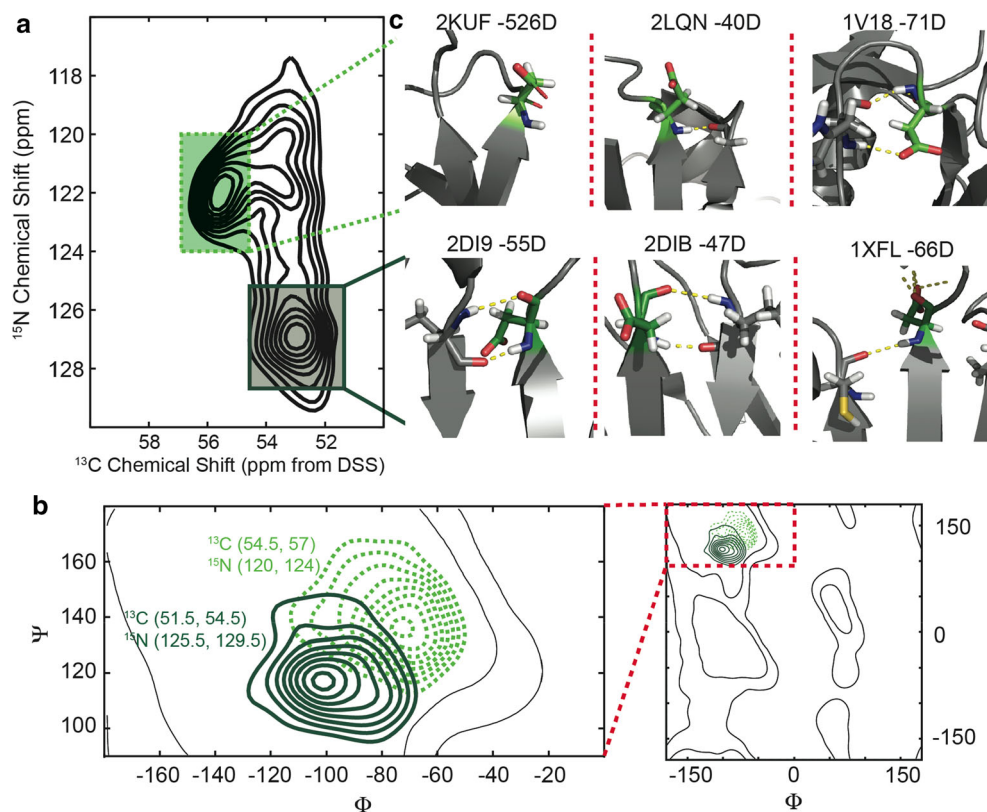 a
118
120
122
124
126
128
¹⁵N Chemical Shift (ppm)
58 56 54 52
¹³C Chemical Shift (ppm from DSS)
c
2KUF -526D
2LQN -40D
1V18 -71D
2DI9 -55D
2DIB -47D
1XFL -66D
b
160
140
120
100
Ψ
¹³C (54.5, 57)
¹⁵N (120, 124)
¹³C (51.5, 54.5)
¹⁵N (125.5, 129.5)
-160 -140 -120 -100 -80 -60 -40 -20 0
Φ
150
0
-150
-150 0 150
Φ